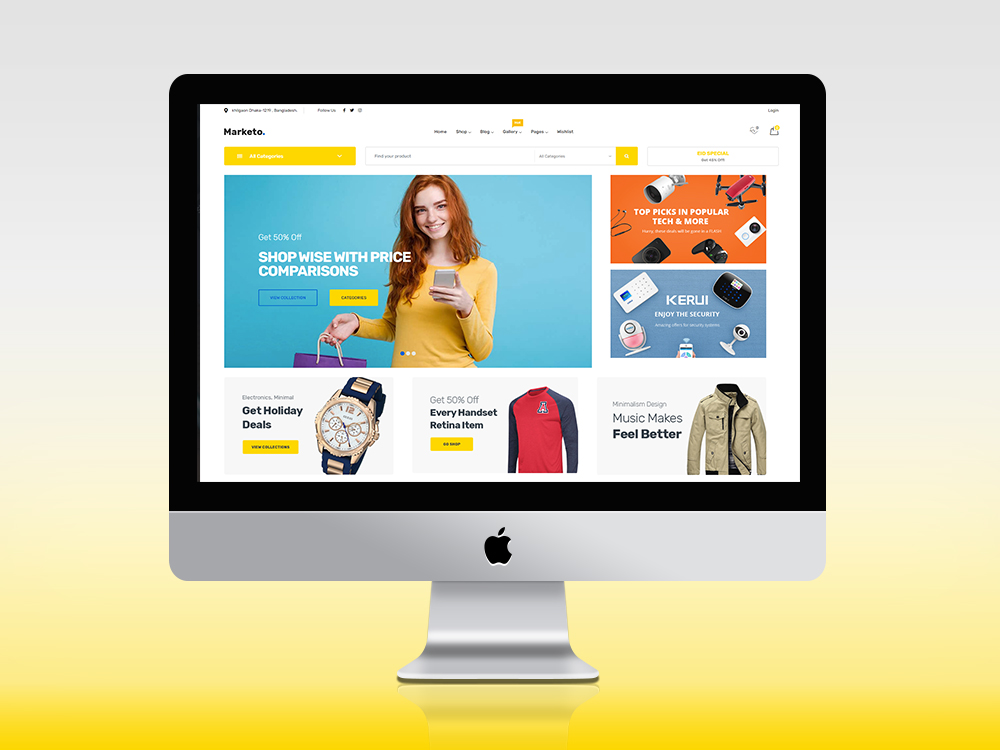 Khilgaon Dhaka-1219 , Bangladesh.
Follow Us
Login
Marketo.
Home Shop Blog Gallery Pages Wishlist
All Categories
Find your product
All Categories
EID SPECIAL
Get 45% Off!
Get 50% Off
SHOP WISE WITH PRICE
COMPARISONS
VIEW COLLECTION
CATEGORIES
TOP PICKS IN POPULAR
TECH & MORE
Hurry, these deals will be gone in a FLASH.
KERUI
ENJOY THE SECURITY
Amazing offers for security systems
Electronics, Minimal
Get Holiday
Deals
VIEW COLLECTIONS
Get 50% Off
Every Handset
Retina Item
GO SHOP
A
Minimalism Design
Music Makes
Feel Better